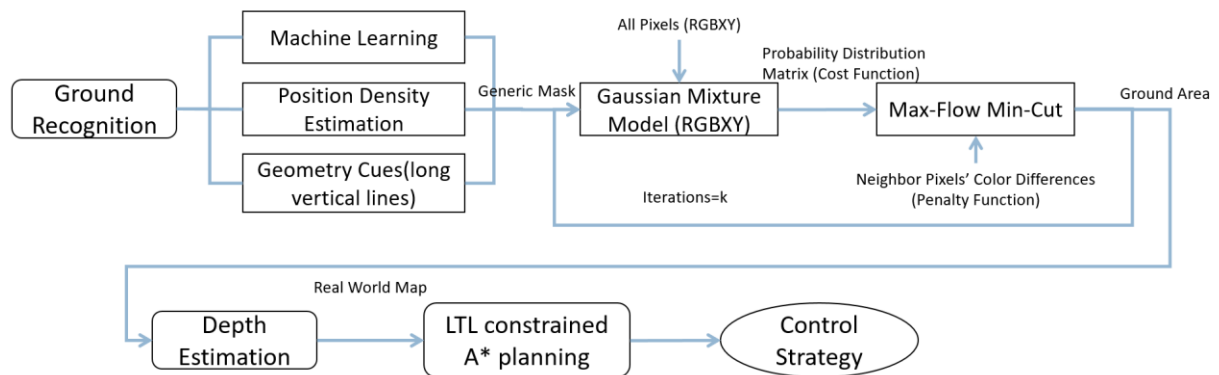 Ground
Recognition
Machine Learning
Position Density
Estimation
Geometry Cues(long
vertical lines)
Generic Mask
All Pixels (RGBXY)
Gaussian Mixture
Model (RGBXY)
Probability Distribution
Matrix (Cost Function)
Max-Flow Min-Cut
Ground Area
Neighbor Pixels’ Color Differences
(Penalty Function)
Iterations=k
Real World Map
Depth
Estimation
LTL constrained
A* planning
Control
Strategy